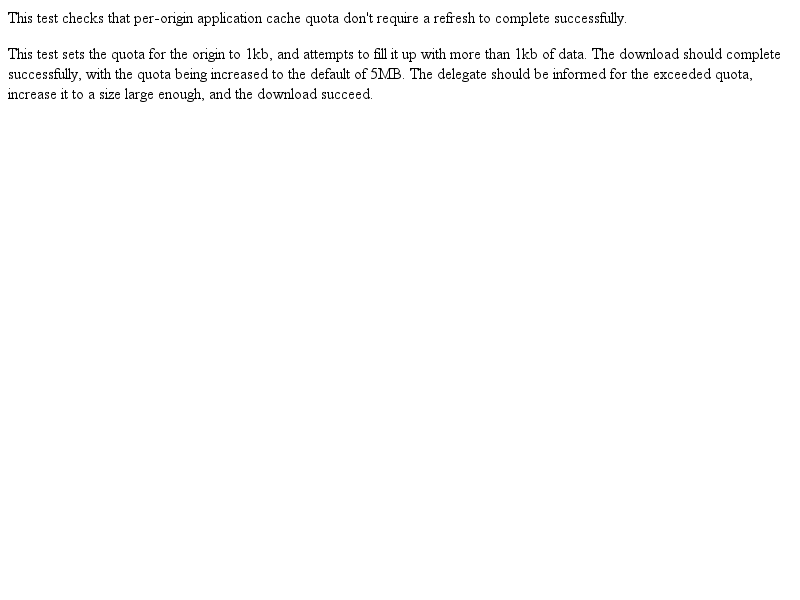 This test checks that per-origin application cache quota don't require a refresh to complete successfully.
This test sets the quota for the origin to 1kb, and attempts to fill it up with more than 1kb of data. The download should complete
successfully, with the quota being increased to the default of 5MB. The delegate should be informed for the exceeded quota,
increase it to a size large enough, and the download succeed.